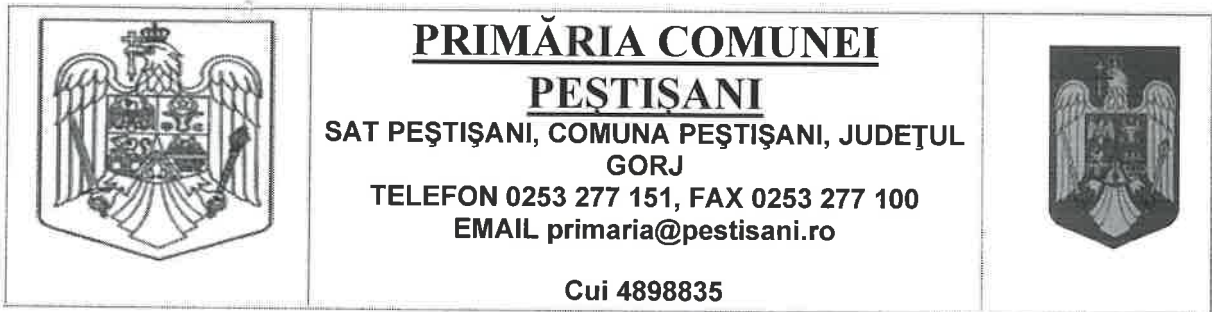 PRIMĂRIA COMUNEI
PEȘTIȘANI
SAT PEŞTIŞANI, COMUNA PEŞTIŞANI, JUDEŢUL
GORJ
TELEFON 0253 277 151, FAX 0253 277 100
EMAIL primaria@pestisani.ro
Cui 4898835